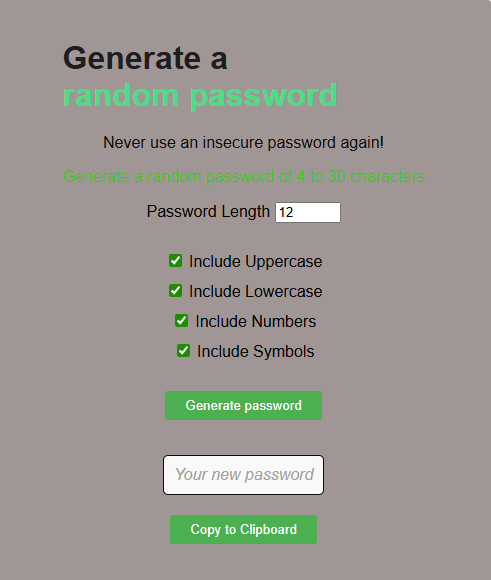 Generate a
random password
Never use an insecure password again!
Generate a random password of 4 to 30 characters
Password Length 12
Include Uppercase
Include Lowercase
Include Numbers
Include Symbols
Generate password
Your new password
Copy to Clipboard